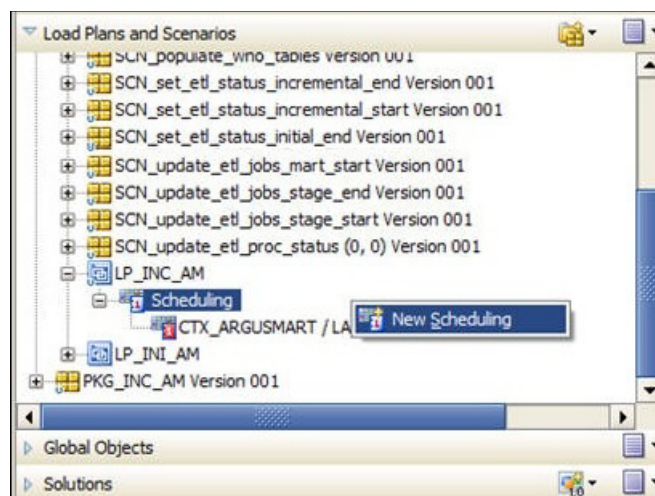 Load Plans and Scenarios
SCN_populate_who_tables Version 001
SCN_set_etl_status_incremental_end Version 001
SCN_set_etl_status_incremental_start Version 001
SCN_set_etl_status_initial_end Version 001
SCN_update_etl_jobs_mart_start Version 001
SCN_update_etl_jobs_stage_end Version 001
SCN_update_etl_jobs_stage_start Version 001
SCN_update_etl_proc_status (0, 0) Version 001
LP_INC_AM
Scheduling
New Scheduling
CTX_ARGUSMART / LA
LP_INI_AM
PKG_INC_AM Version 001
Global Objects
Solutions